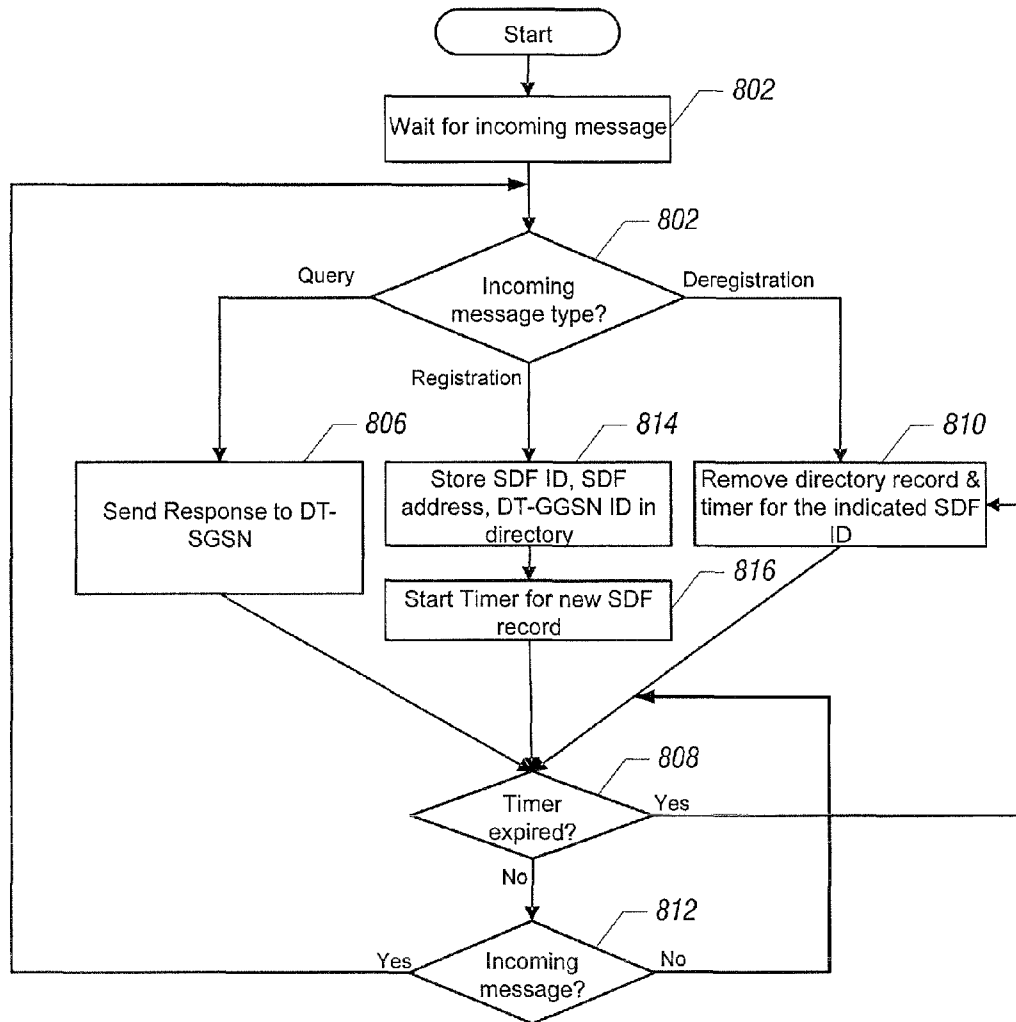 Start
802
Wait for incoming message
802
Query
Deregistration
Incoming
message type?
Registration
806
814
810
Send Response to DT-
SGSN
Store SDF ID, SDF
address, DT-GGSN ID in
directory
Remove directory record &
timer for the indicated SDF
ID
816
Start Timer for new SDF
record
808
Timer
expired?
Yes
No
812
Yes
Incoming
message?
No